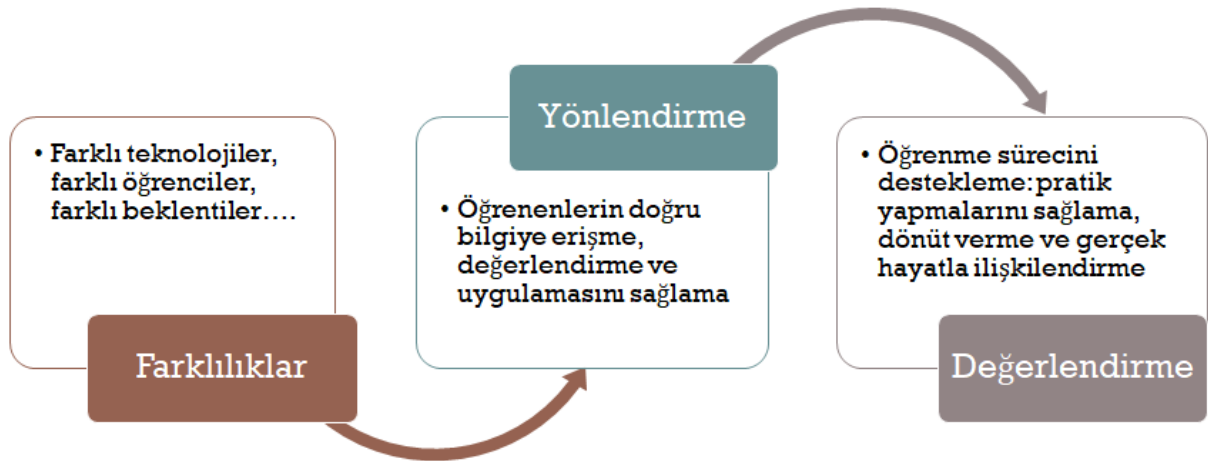 • Farklı teknolojiler,
farklı öğrenciler,
farklı beklentiler....
Farklılıklar
Yönlendirme
• Öğrenenlerin doğru
bilgiye erişme,
değerlendirme ve
uygulamasını sağlama
• Öğrenme sürecini
destekleme: pratik
yapmalarını sağlama,
dönüt verme ve gerçek
hayatla ilişkilendirme
Değerlendirme